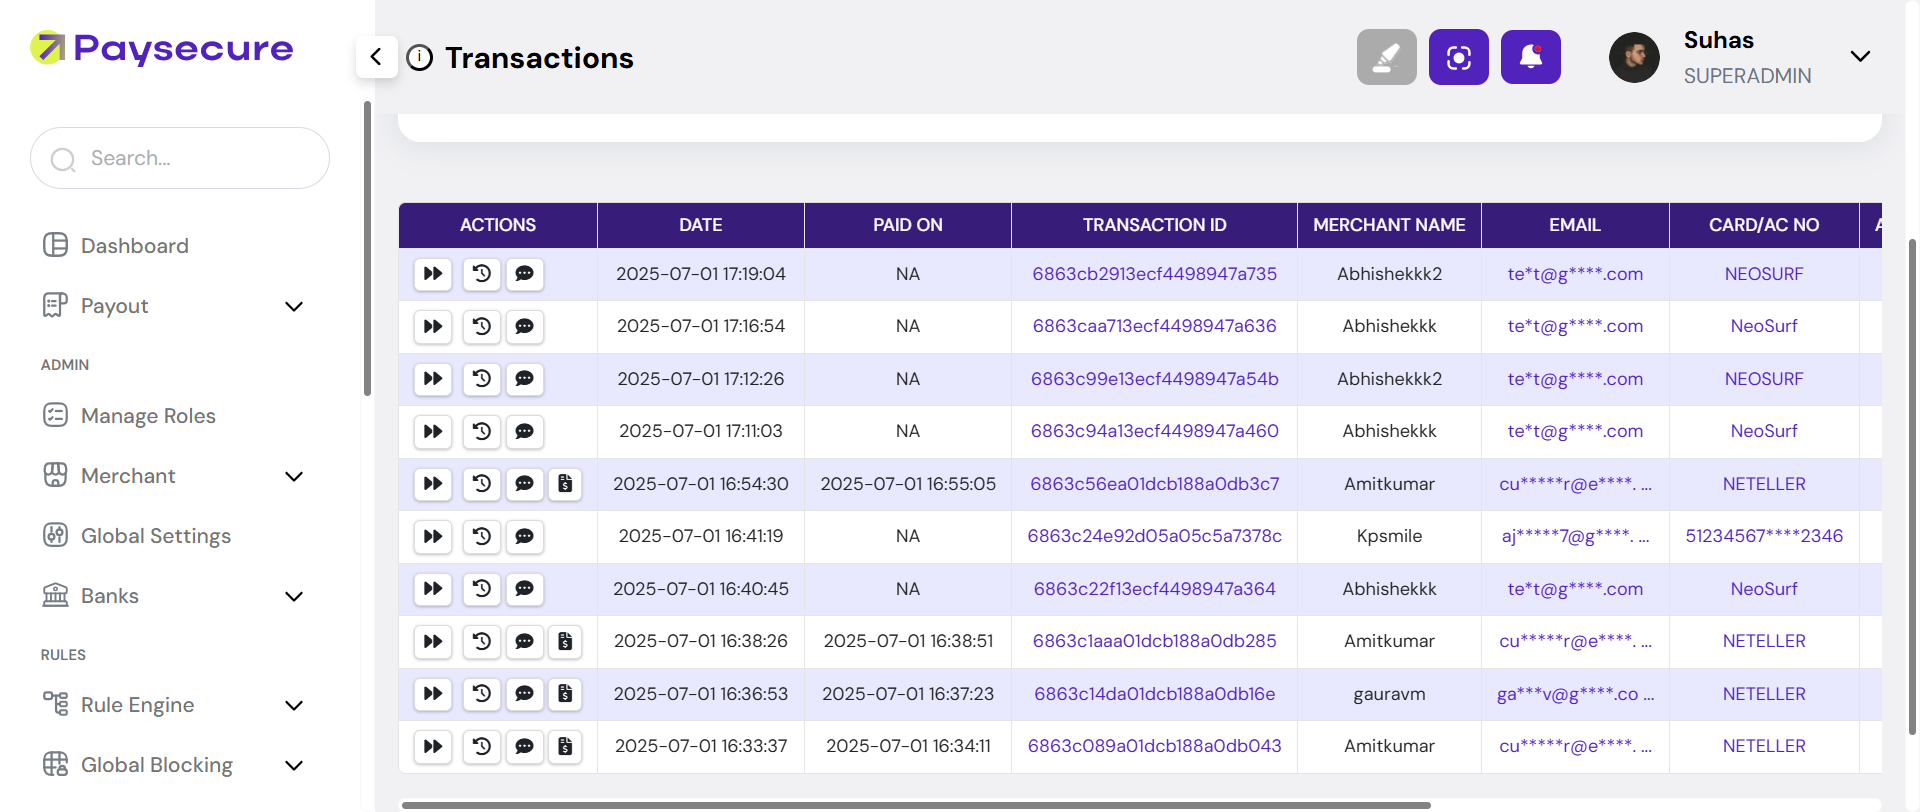 Paysecure
Transactions
Suhas
SUPERADMIN
Search...
Dashboard
Payout
ADMIN
Manage Roles
Merchant
Global Settings
Banks
RULES
Rule Engine
Global Blocking
ACTIONS DATE PAID ON TRANSACTION ID MERCHANT NAME EMAIL CARD/AC NO
2025-07-01 17:19:04 NA 6863cb2913ecf4498947a735 Abhishekkk2 te*t@g****.com NEOSURF
2025-07-01 17:16:54 NA 6863caa713ecf4498947a636 Abhishekkk te*t@g****.com NeoSurf
2025-07-01 17:12:26 NA 6863c99e13ecf4498947a54b Abhishekkk2 te*t@g****.com NEOSURF
2025-07-01 17:11:03 NA 6863c94a13ecf4498947a460 Abhishekkk te*t@g****.com NeoSurf
2025-07-01 16:54:30 2025-07-01 16:55:05 6863c56ea01dcb188a0db3c7 Amitkumar cu*****r@e****. ... NETELLER
2025-07-01 16:41:19 NA 6863c24e92d05a05c5a7378c Kpsmile aj*****7@g****. ... 51234567****2346
2025-07-01 16:40:45 NA 6863c22f13ecf4498947a364 Abhishekkk te*t@g****.com NeoSurf
2025-07-01 16:38:26 2025-07-01 16:38:51 6863c1aaa01dcb188a0db285 Amitkumar cu*****r@e****. ... NETELLER
2025-07-01 16:36:53 2025-07-01 16:37:23 6863c14da01dcb188a0db16e gauravm ga***v@g****.co ... NETELLER
2025-07-01 16:33:37 2025-07-01 16:34:11 6863c089a01dcb188a0db043 Amitkumar cu*****r@e****. ... NETELLER